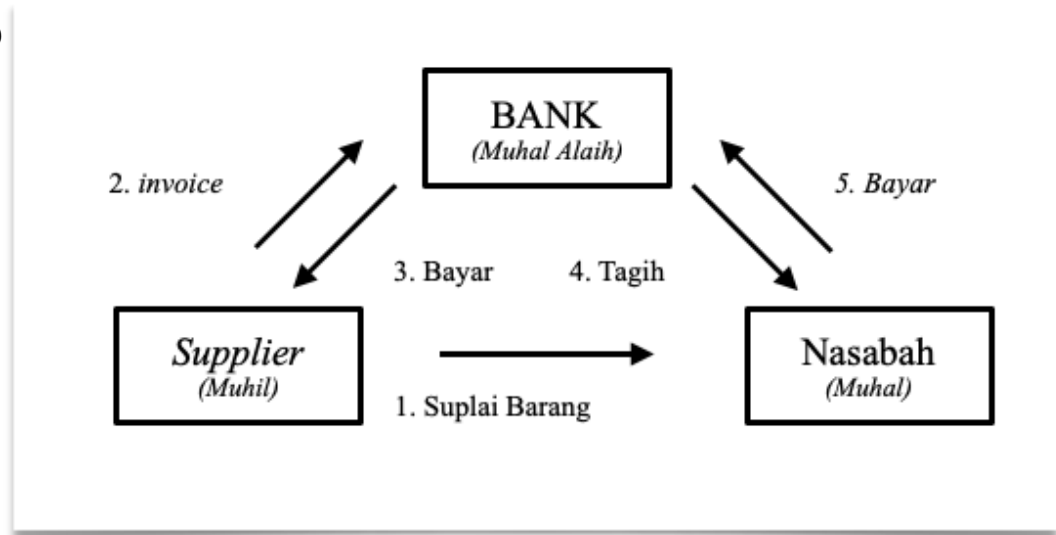 BANK
(Muhal Alaih)
2. invoice
5. Bayar
3. Bayar
4. Tagih
Supplier
(Muhil)
Nasabah
(Muhal)
1. Suplai Barang